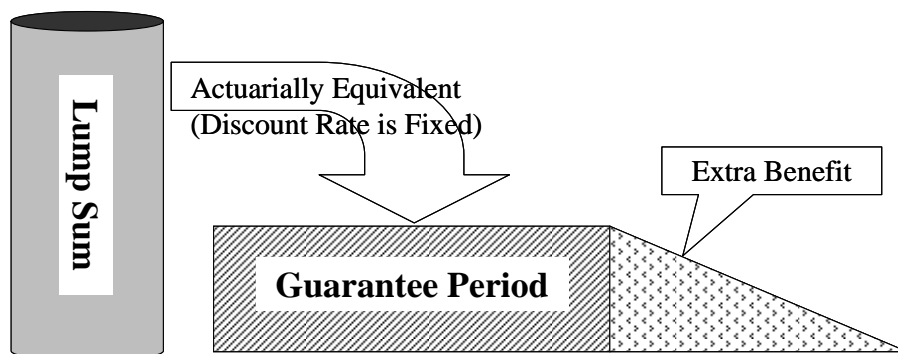 Lump Sum
Actuarially Equivalent
(Discount Rate is Fixed)
Extra Benefit
Guarantee Period